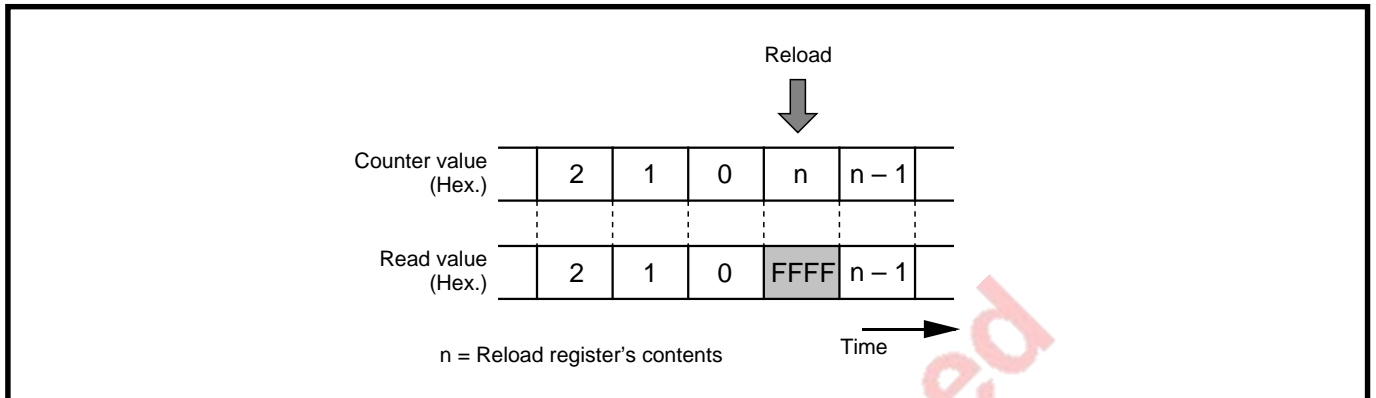 Reload
Counter value
(Hex.)
2 1 0 n n – 1
Read value
(Hex.)
2 1 0 FFFF n – 1
Time
n = Reload register's contents
ed